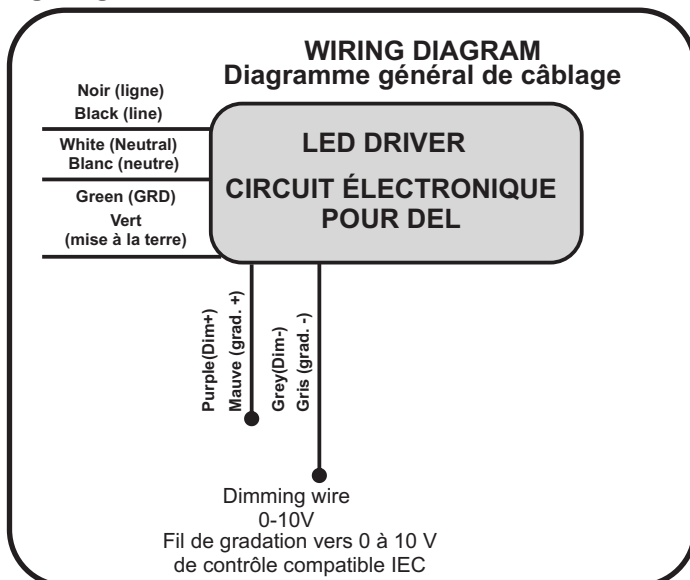 WIRING DIAGRAM
Diagramme général de câblage
Noir (ligne)
Black (line)
White (Neutral)
Blanc (neutre)
Green (GRD)
Vert
(mise à la terre)
LED DRIVER
CIRCUIT ÉLECTRONIQUE
POUR DEL
Purple(Dim+)
Mauve (grad. +)
Grey(Dim-)
Gris (grad. -)
Dimming wire
0-10V
Fil de gradation vers 0 à 10 V
de contrôle compatible IEC